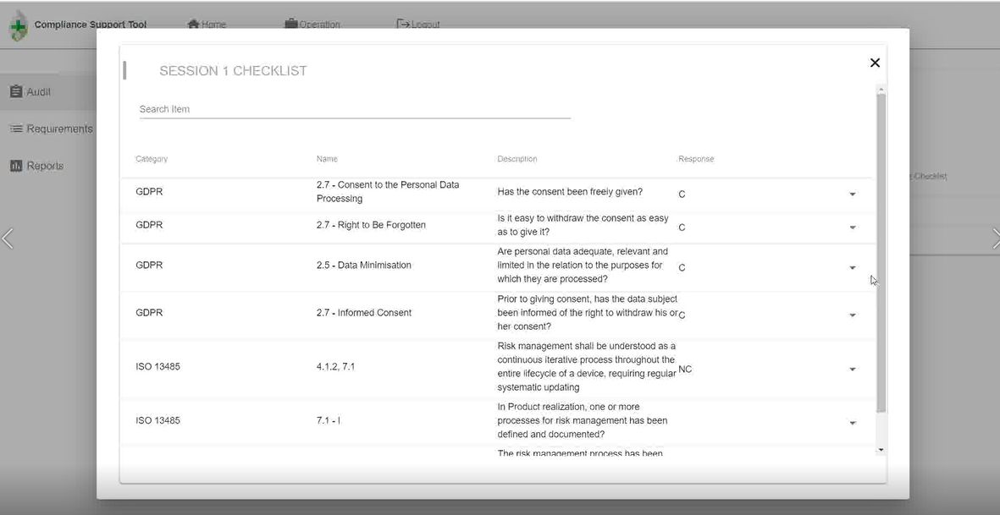 Compliance Support Tool
Home
Operation
Logout
Audit
Requirements
Reports
Checklist
SESSION 1 CHECKLIST
Search Item
Category Name Description Response
GDPR
2.7 - Consent to the Personal Data
Processing
Has the consent been freely given?
C
GDPR
2.7 - Right to Be Forgotten
Is it easy to withdraw the consent as easy
as to give it?
C
GDPR
2.5 - Data Minimisation
Are personal data adequate, relevant and
limited in the relation to the purposes for
which they are processed?
C
GDPR
2.7 - Informed Consent
Prior to giving consent, has the data subject
been informed of the right to withdraw his or
her consent?
C
ISO 13485
4.1.2, 7.1
Risk management shall be understood as a
continuous iterative process throughout the
entire lifecycle of a device, requiring regular
systematic updating
NC
ISO 13485
7.1 - I
In Product realization, one or more
processes for risk management has been
defined and documented?
The risk management process has been